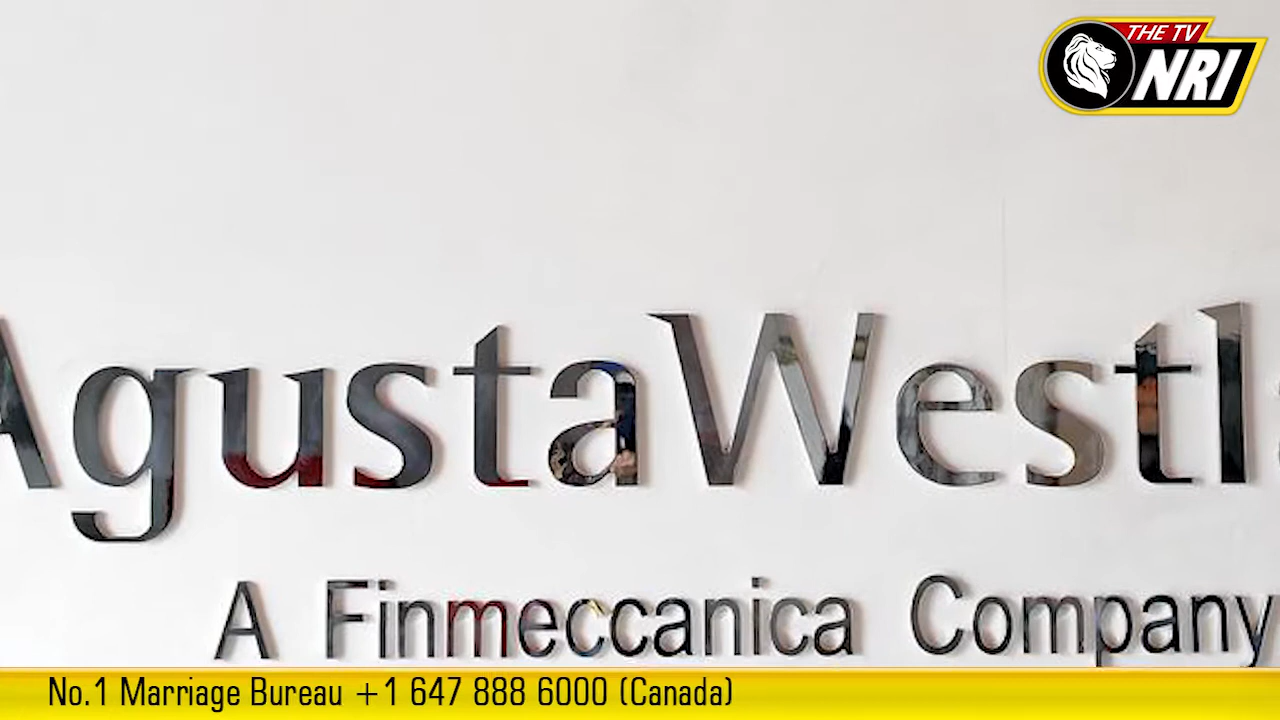 THE TV
NRI
AgustaWestl
A Finmeccanica Company
No.1 Marriage Bureau +1 647 888 6000 (Canada)